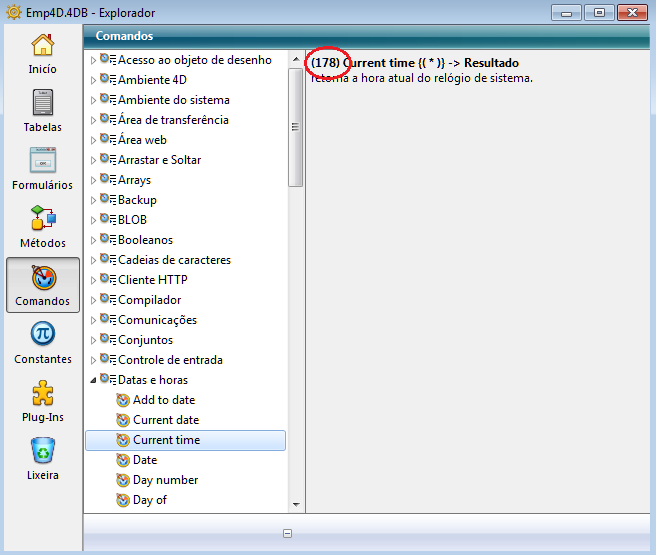 Emp4D.4DB - Explorador
Comandos
Inicío
Tabelas
Formulários
Métodos
Comandos
Constantes
Plug-Ins
Lixeira
Acesso ao objeto de desenho
Ambiente 4D
Ambiente do sistema
Área de transferência
Área web
Arrastar e Soltar
Arrays
Backup
BLOB
Booleanos
Cadeias de caracteres
Cliente HTTP
Compilador
Comunicações
Conjuntos
Controle de entrada
Datas e horas
Add to date
Current date
Current time
Date
Day number
Day of
(178) Current time {( * )} -> Resultado
retorna a hora atual do relógio de sistema.